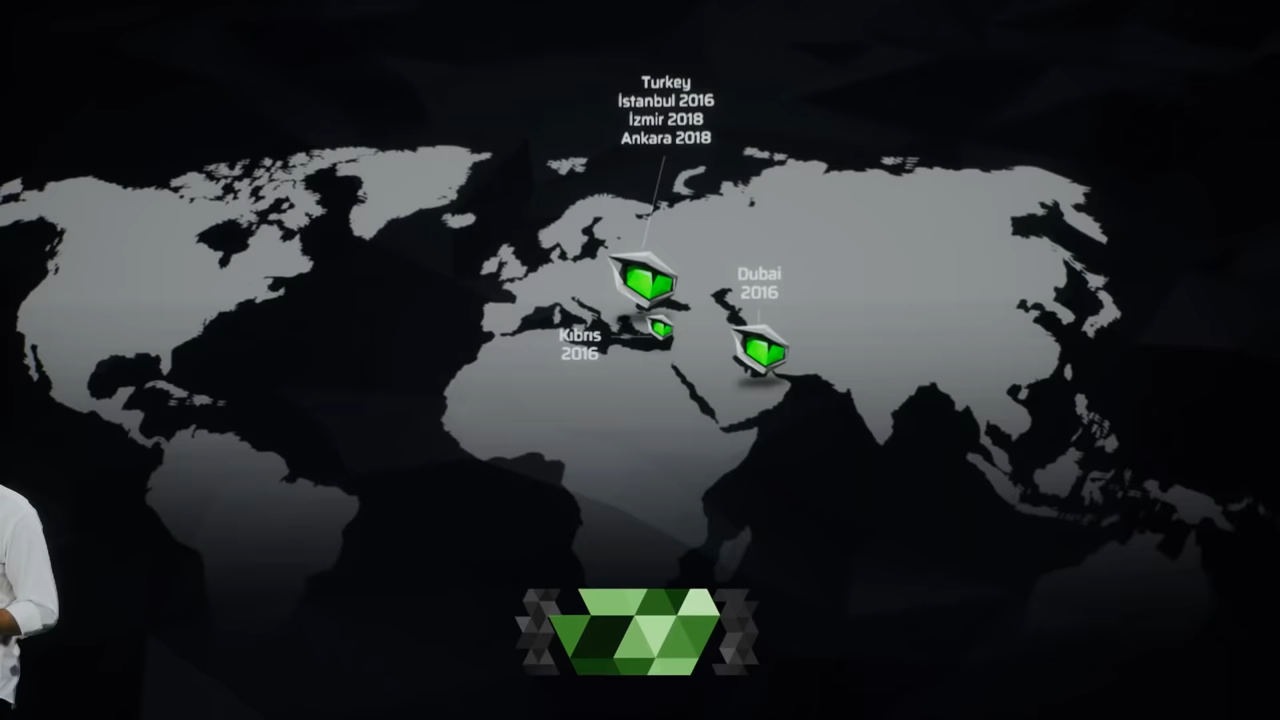 Turkey
İstanbul 2016
İzmir 2018
Ankara 2018
Dubai
2016
Kıbrıs
2016